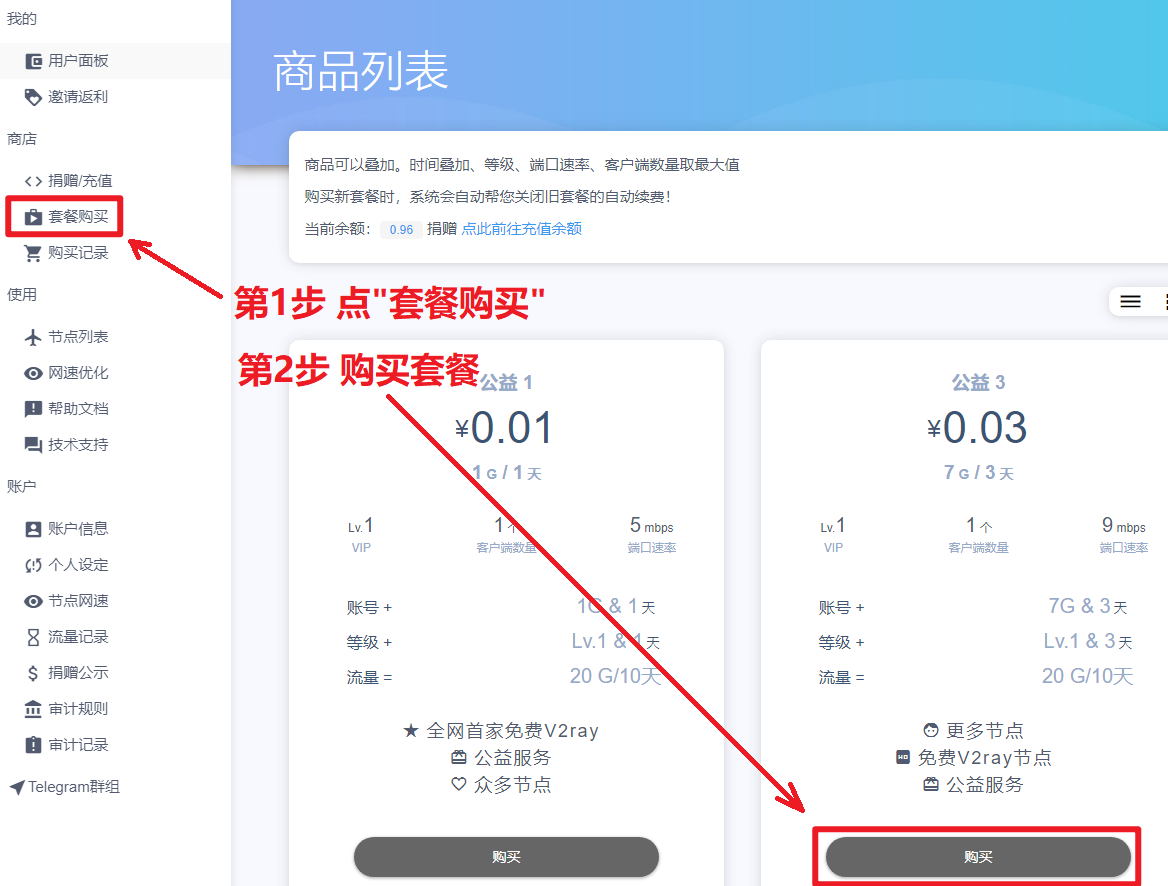 我的
用户面板
邀请返利
商店
捐赠/充值
套餐购买
购买记录
使用
节点列表
网速优化
帮助文档
技术支持
账户
账户信息
个人设定
节点网速
流量记录
捐赠公示
审计规则
审计记录
Telegram群组
商品列表
商品可以叠加。时间叠加、等级、端口速率、客户端数量取最大值
购买新套餐时，系统会自动帮您关闭旧套餐的自动续费！
当前余额： 0.96 捐赠 点此前往充值余额
第1步 点"套餐购买"
第2步 购买套餐
公益 1
¥0.01
1 G / 1 天
Lv.1 1 个 5 mbps
VIP 客户端数量 端口速率
账号 + 1G & 1 天
等级 + Lv.1 & 1 天
流量 = 20 G/10天
★ 全网首家免费V2ray
公益服务
众多节点
购买
公益 3
¥0.03
7 G / 3 天
Lv.1 1 个 9 mbps
VIP 客户端数量 端口速率
账号 + 7G & 3 天
等级 + Lv.1 & 3 天
流量 = 20 G/10天
更多节点
HD 免费V2ray节点
公益服务
购买